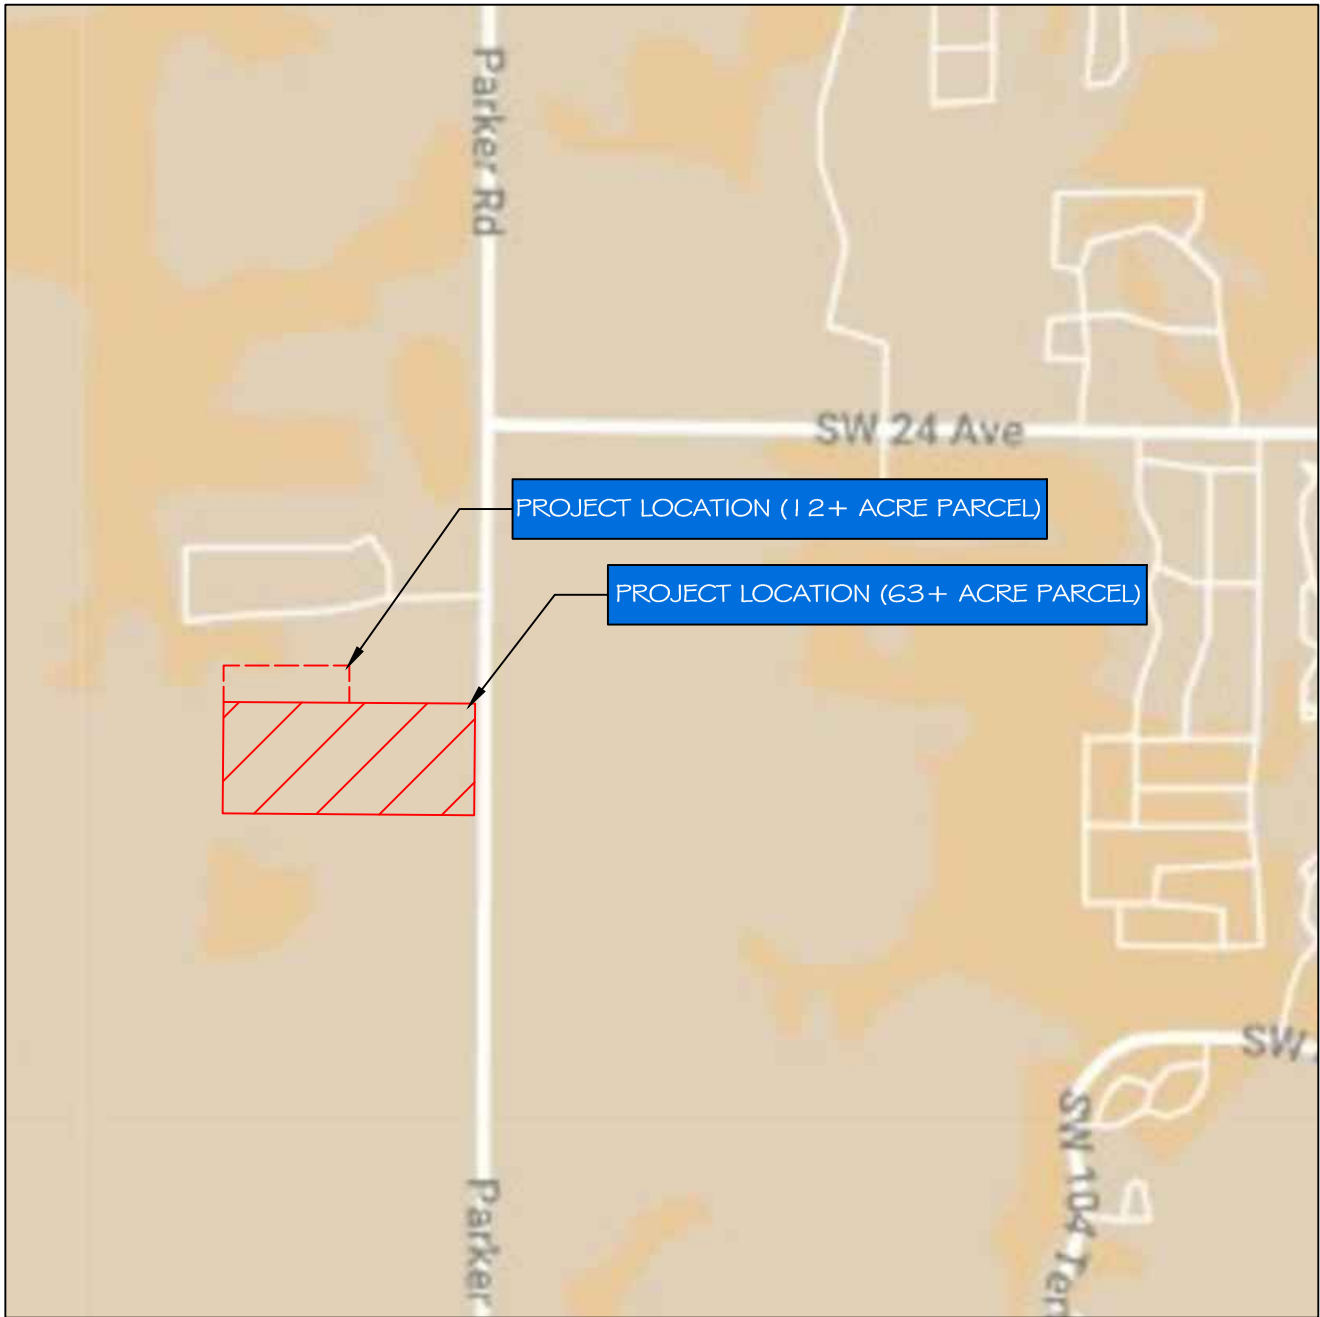 Parker Rd
SW 24 Ave
PROJECT LOCATION (12+ ACRE PARCEL)
PROJECT LOCATION (63+ ACRE PARCEL)
SW
SW 104 Terr
Parker